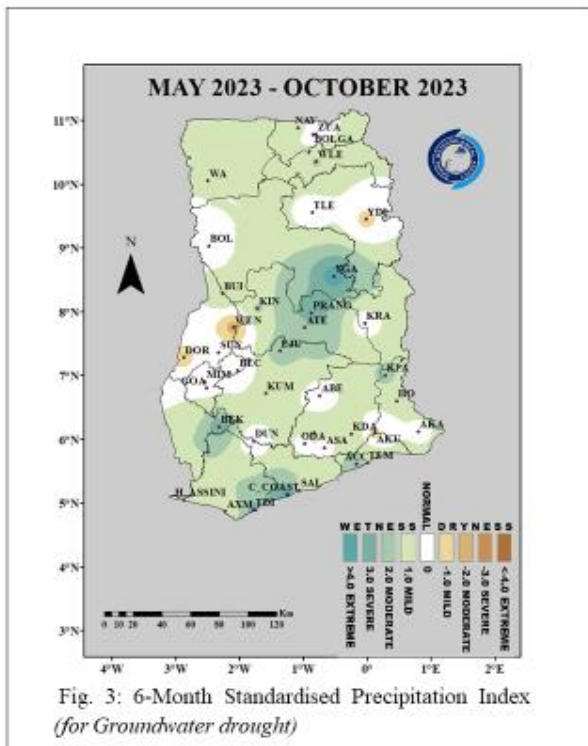 MAY 2023 - OCTOBER 2023
11°N
10°N
9°N
8°N
7°N
6°N
5°N
4°N
3°N
4°W
3°W
2°W
1°W
0°
1°E
2°E
N
NAV
ZUA
BOLGA
WLE
WA
TLE
YDI
BOL
SGA
BUI
KIN
PRANG
WEN
ATE
KRA
SUN
EJU
DOR
BEC
MIM
GOA
KPA
KUM
ABE
HO
BEK
DUN
ODA
ASA
KDA
AKU
AKA
ACC
TEM
C_COAST
SAL
H_ASSINI
AXM
TDI
0 10 20 40 60 80 100 120
Km
WETNESS
NORMAL
DRYNESS
>4.0 EXTREME
3.0 SEVERE
2.0 MODERATE
1.0 MILD
0
-1.0 MILD
-2.0 MODERATE
-3.0 SEVERE
<-4.0 EXTREME
Fig. 3: 6-Month Standardised Precipitation Index
(for Groundwater drought)